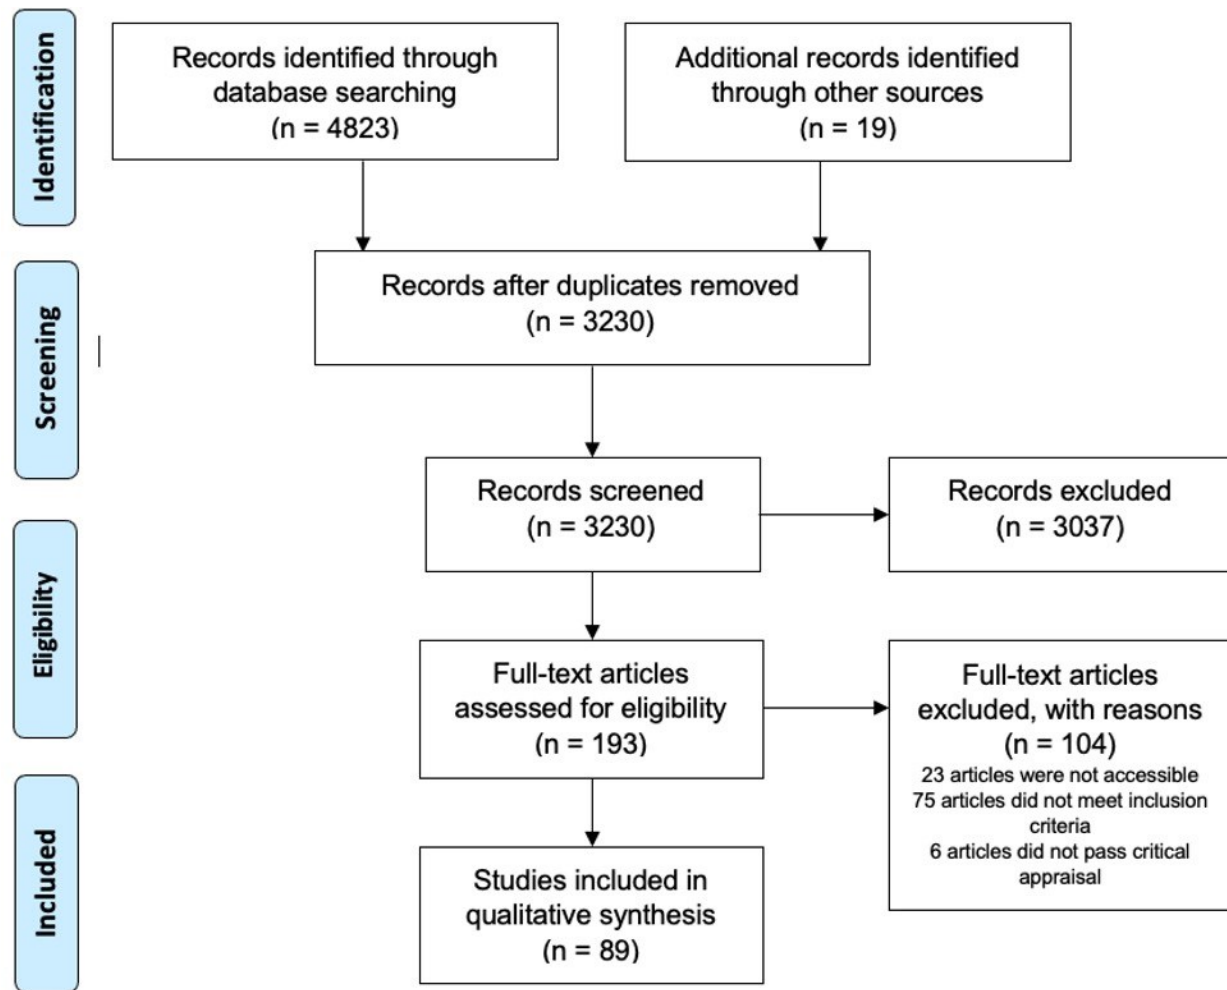 Identification
Records identified through
database searching
(n = 4823)
Additional records identified
through other sources
(n = 19)
Screening
Records after duplicates removed
(n = 3230)
Records screened
(n = 3230)
Records excluded
(n = 3037)
Eligibility
Full-text articles
assessed for eligibility
(n = 193)
Full-text articles
excluded, with reasons
(n = 104)
23 articles were not accessible
75 articles did not meet inclusion
criteria
6 articles did not pass critical
appraisal
Included
Studies included in
qualitative synthesis
(n = 89)